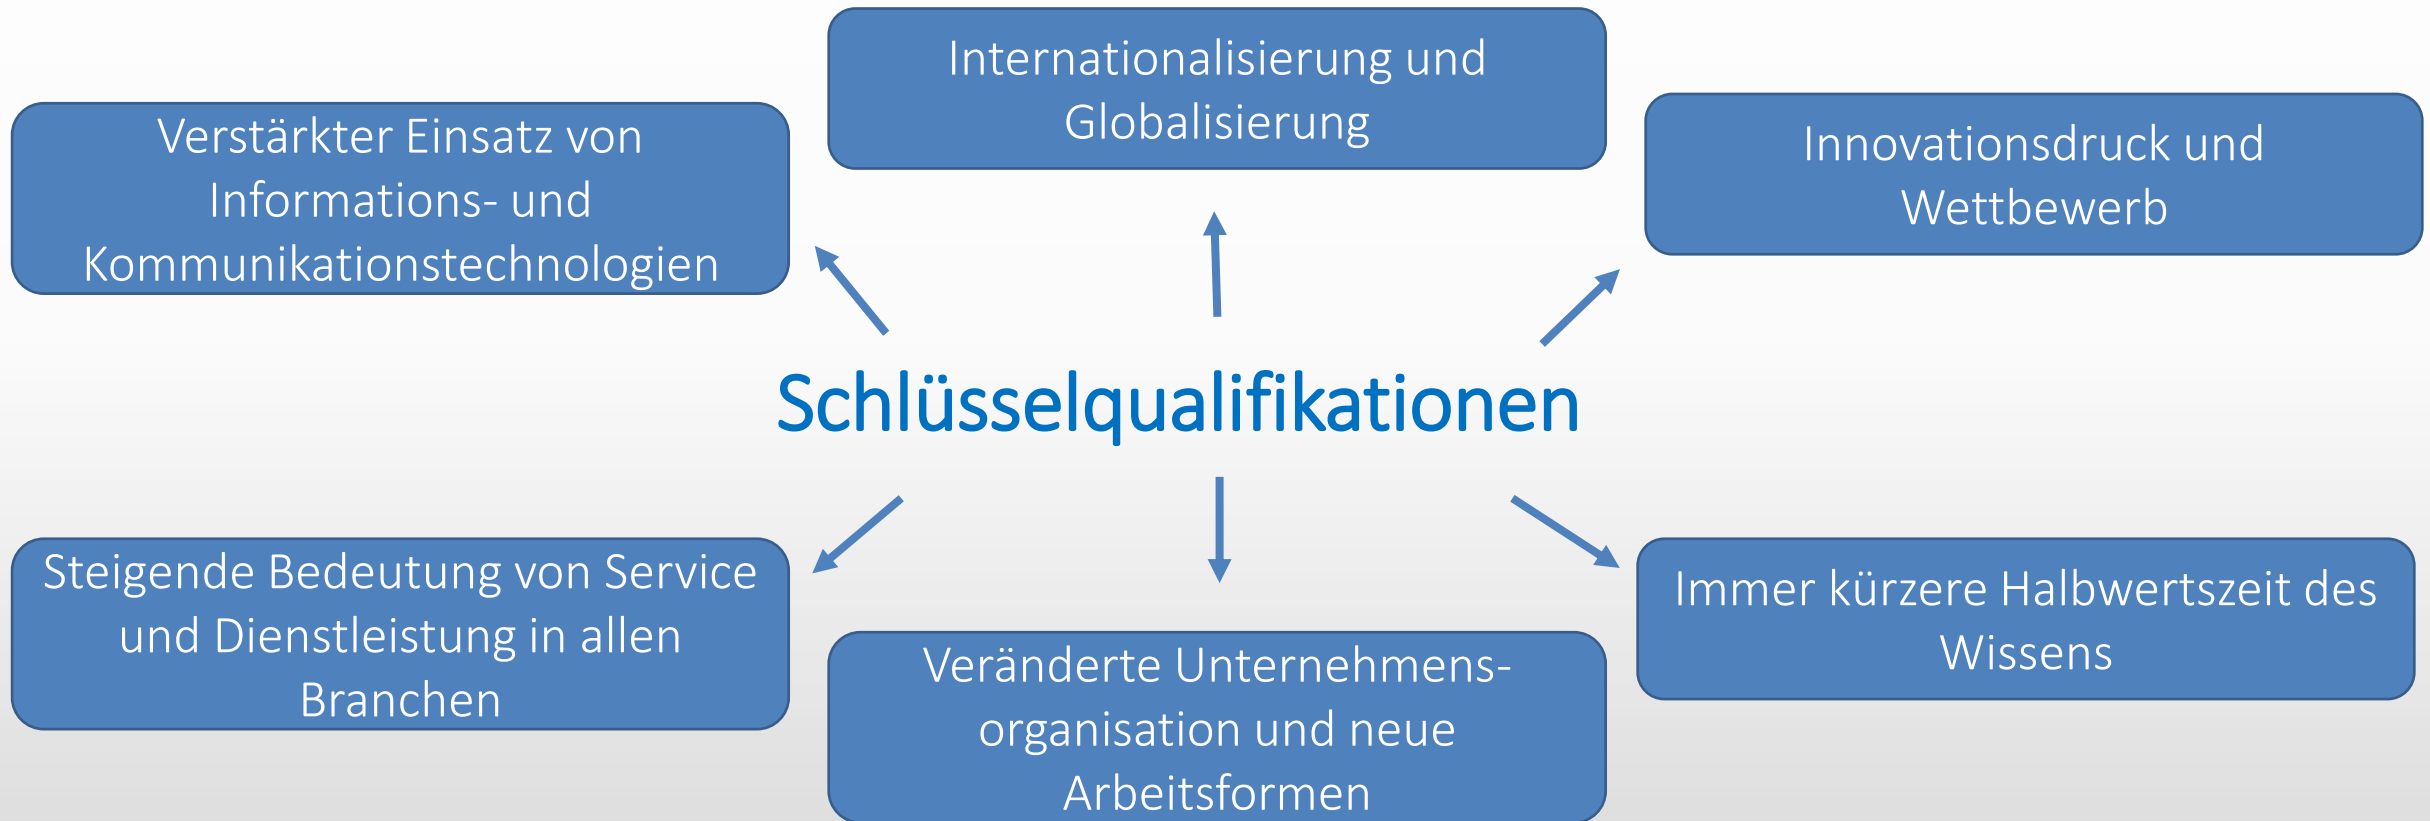 Internationalisierung und
Globalisierung
Verstärkter Einsatz von
Informations- und
Kommunikationstechnologien
Innovationsdruck und
Wettbewerb
Schlüsselqualifikationen
Steigende Bedeutung von Service
und Dienstleistung in allen
Branchen
Veränderte Unternehmens-
organisation und neue
Arbeitsformen
Immer kürzere Halbwertszeit des
Wissens